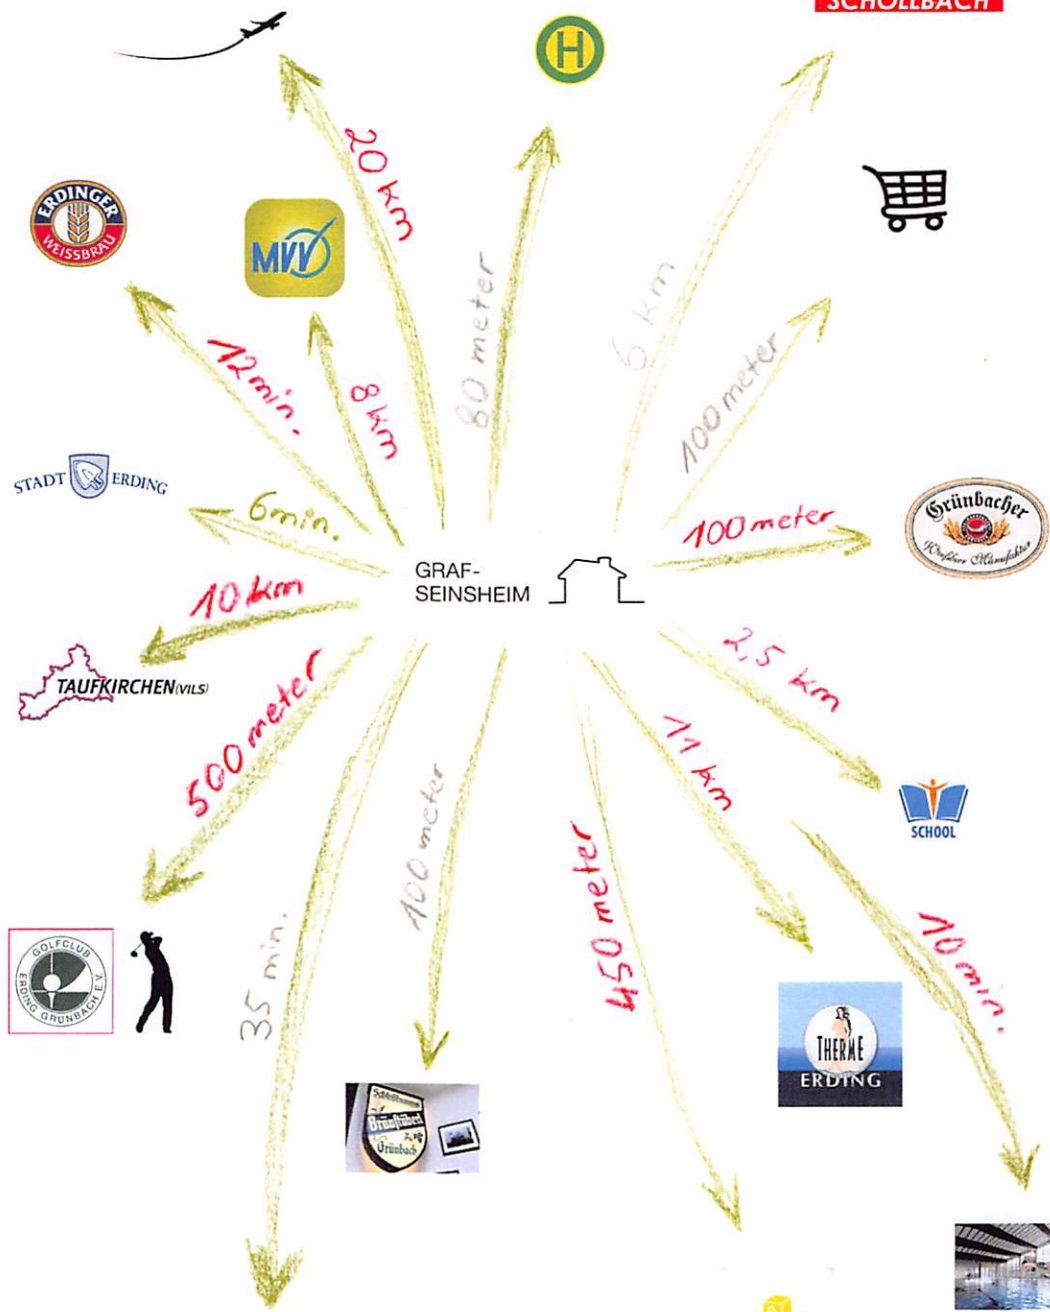 SCHOLLBACH
H
20 km
ERDINGER
WEISSBRÄU
MVV
80 meter
6 km
100 meter
12 min.
8 km
STADT ERDING
6 min.
100 meter
Grünbacher
Weißbier Manufaktur
GRAF-
SEINSHEIM
10 km
TAUFKIRCHEN (VILS)
2,5 km
500 meter
11 km
SCHOOL
100 meter
450 meter
10 min.
35 min.
GOLFCLUB
ERDING GRÜNBACH E.V.
THERME
ERDING
Bräustüberl
Grünbach